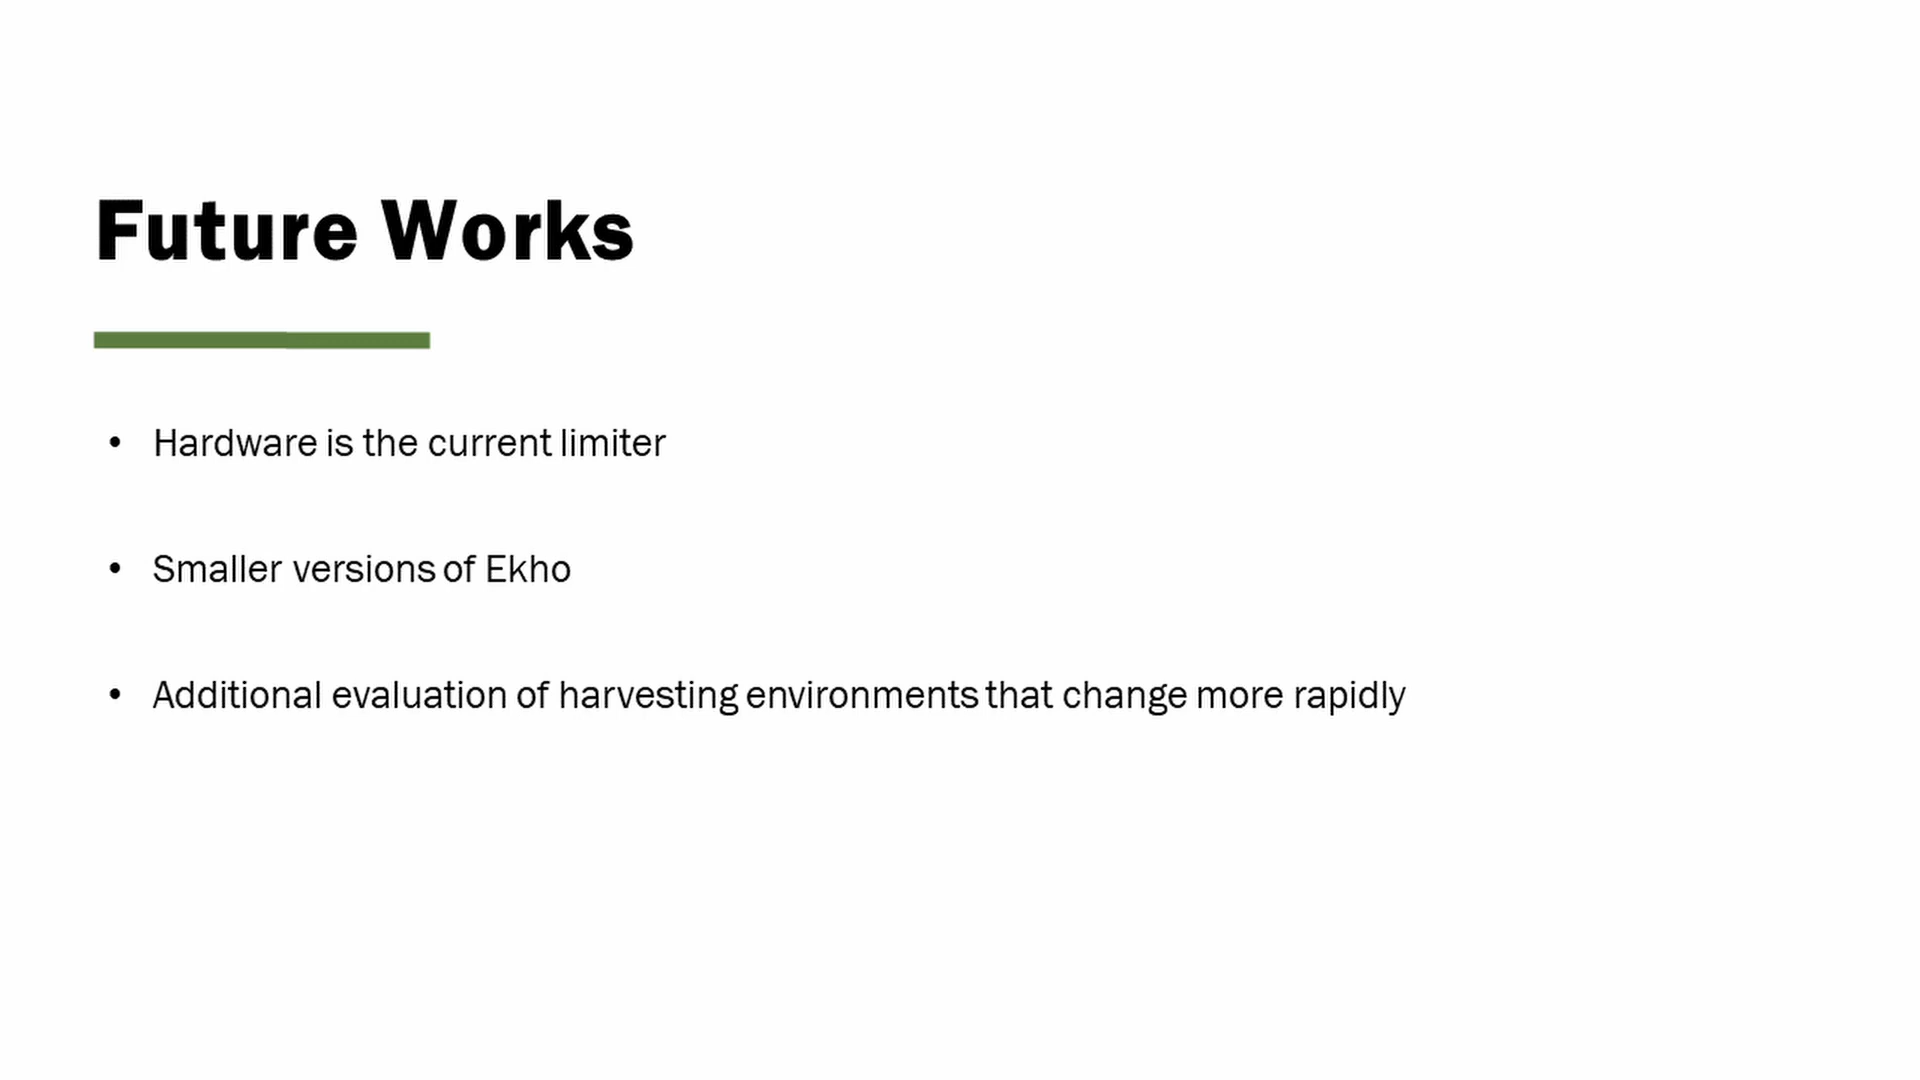 Future Works
• Hardware is the current limiter
• Smaller versions of Ekho
• Additional evaluation of harvesting environments that change more rapidly